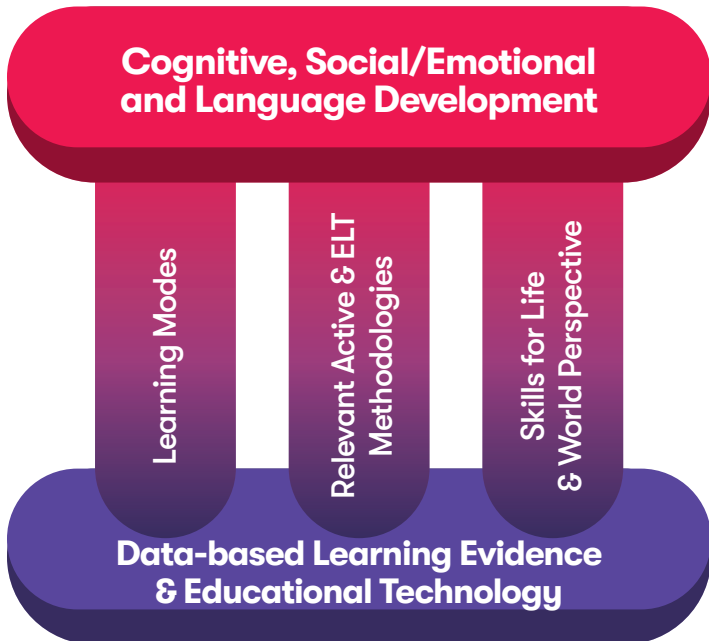 Cognitive, Social/Emotional
and Language Development
Learning Modes
Relevant Active & ELT
Methodologies
Skills for Life
& World Perspective
Data-based Learning Evidence
& Educational Technology